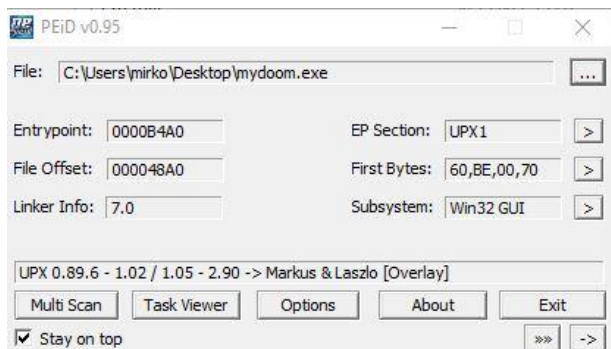 PEiD v0.95
File: C:\Users\mirko\Desktop\mydoom.exe ...
Entrypoint: 0000B4A0 EP Section: UPX1 >
File Offset: 000048A0 First Bytes: 60,BE,00,70 >
Linker Info: 7.0 Subsystem: Win32 GUI >
UPX 0.89.6 - 1.02 / 1.05 - 2.90 -> Markus & Laszlo [Overlay]
Multi Scan Task Viewer Options About Exit
Stay on top »» ->